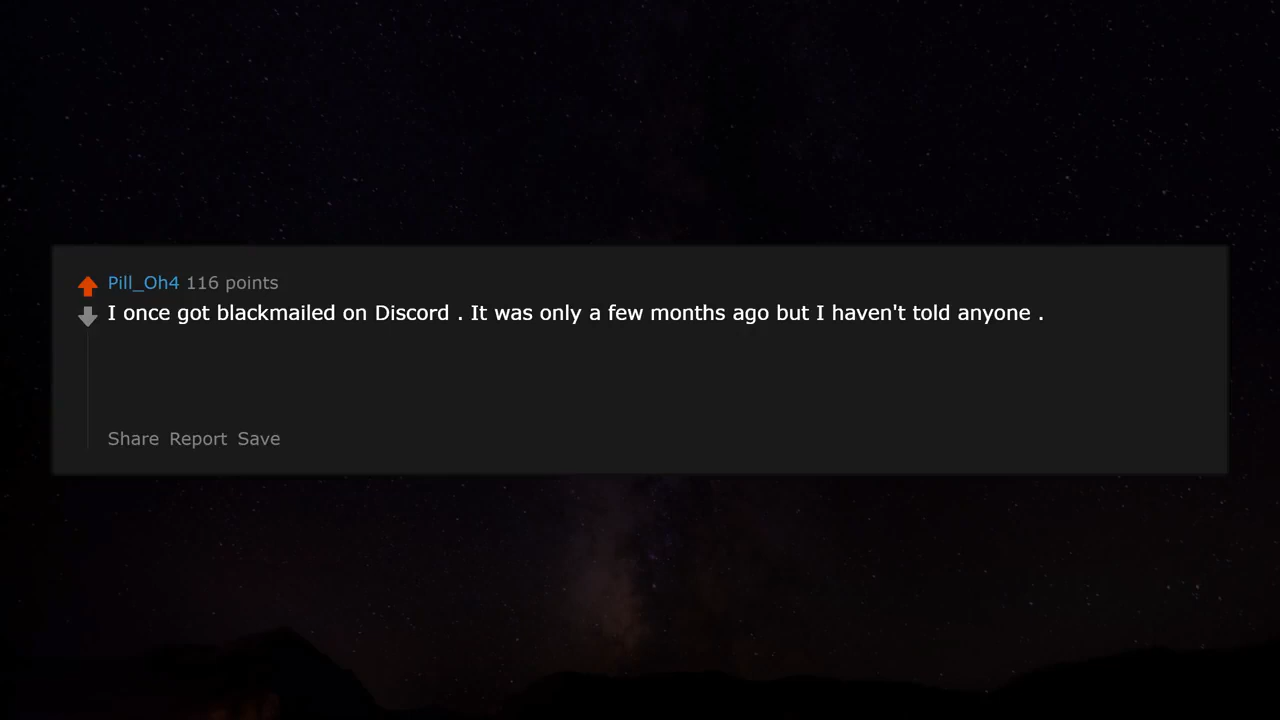 Pill_Oh4 116 points
I once got blackmailed on Discord . It was only a few months ago but I haven't told anyone .
Share Report Save